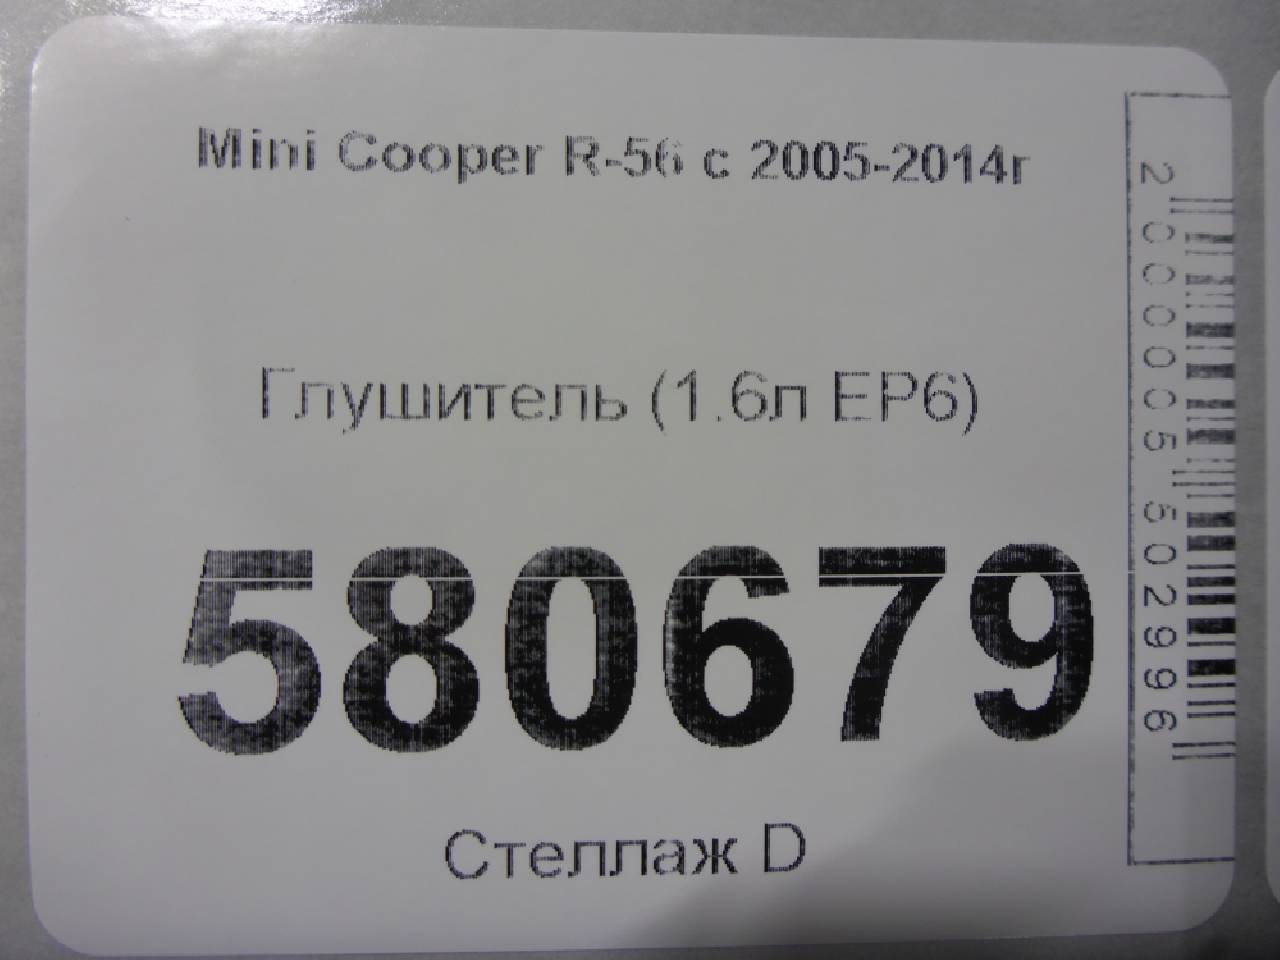 Mini Cooper R-56 с 2005-2014г
Глушитель (1.6л EP6)
580679
Стеллаж D
2000005502996